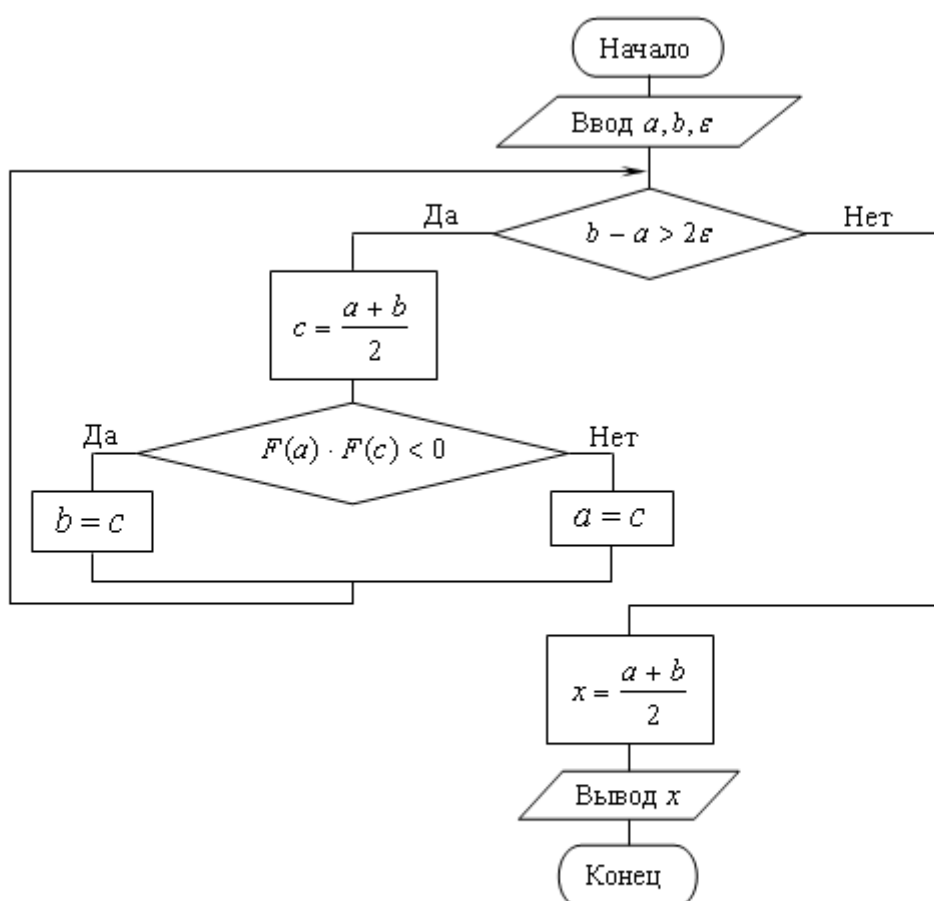 Начало
Ввод a, b, ε
Да
b − a > 2ε
Нет
c = (a + b)/2
Да
F(a) · F(c) < 0
Нет
b = c
a = c
x = (a + b)/2
Вывод x
Конец